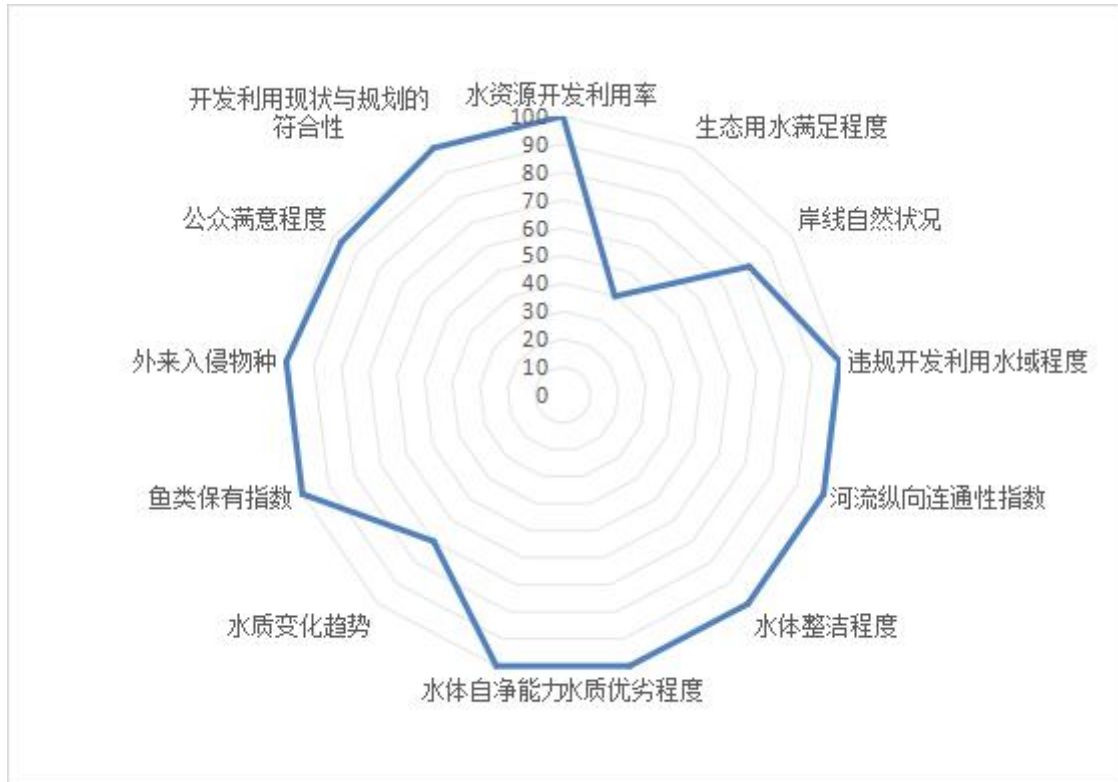 水资源开发利用率
生态用水满足程度
岸线自然状况
违规开发利用水域程度
河流纵向连通性指数
水体整洁程度
水质优劣程度
水体自净能力
水质变化趋势
鱼类保有指数
外来入侵物种
公众满意程度
开发利用现状与规划的
符合性
100
90
80
70
60
50
40
30
20
10
0